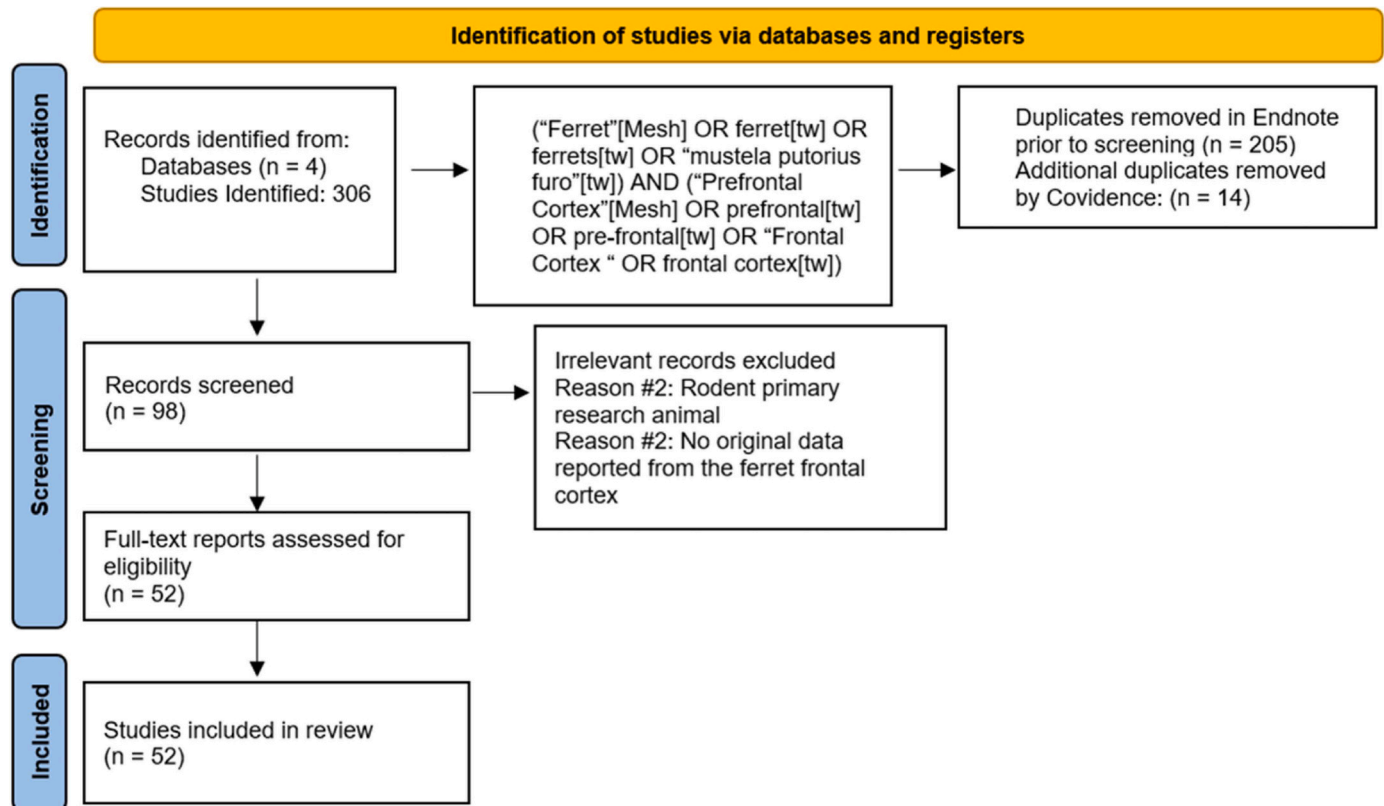 Identification of studies via databases and registers
Identification
Records identified from:
Databases (n = 4)
Studies Identified: 306
(“Ferret”[Mesh] OR ferret[tw] OR
ferrets[tw] OR “mustela putorius
furo”[tw]) AND (“Prefrontal
Cortex”[Mesh] OR prefrontal[tw]
OR pre-frontal[tw] OR “Frontal
Cortex “ OR frontal cortex[tw])
Duplicates removed in Endnote
prior to screening (n = 205)
Additional duplicates removed
by Covidence: (n = 14)
Screening
Records screened
(n = 98)
Irrelevant records excluded
Reason #2: Rodent primary
research animal
Reason #2: No original data
reported from the ferret frontal
cortex
Full-text reports assessed for
eligibility
(n = 52)
Included
Studies included in review
(n = 52)